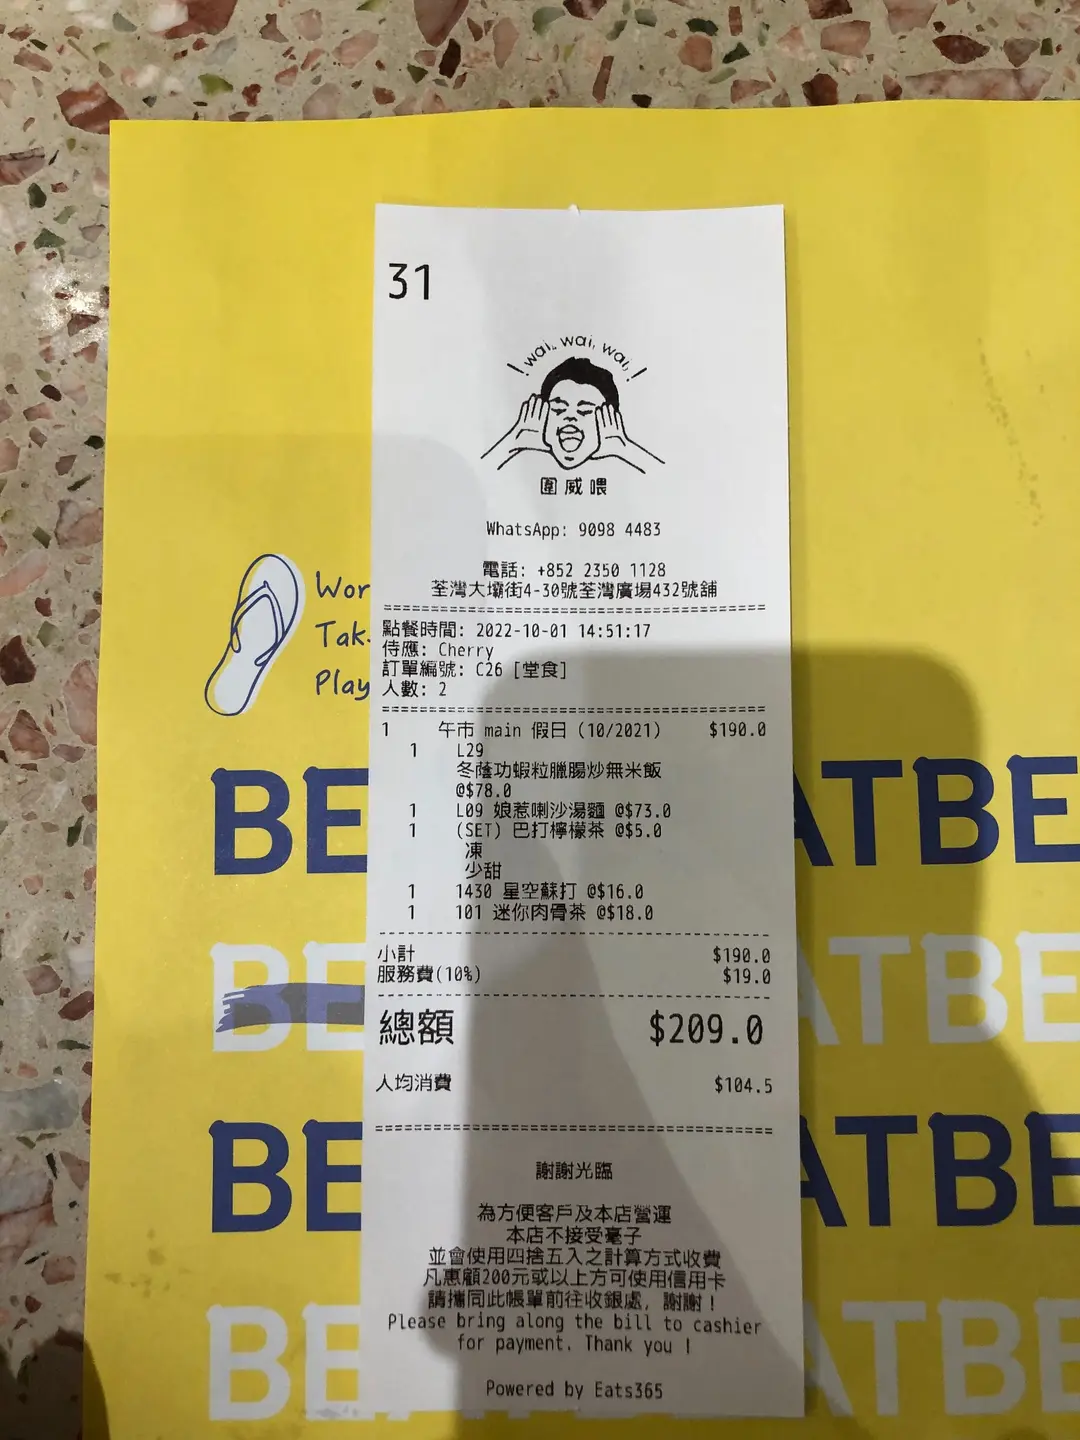 31
! wai, wai, wai, !
圍威喂
WhatsApp: 9098 4483
電話: +852 2350 1128
荃灣大壩街4-30號荃灣廣場432號舖
點餐時間: 2022-10-01 14:51:17
侍應: Cherry
訂單編號: C26 [堂食]
人數: 2
1 午市 main 假日 (10/2021) $190.0
1 L29
冬蔭功蝦粒臘腸炒無米飯
@$78.0
1 L09 娘惹喇沙湯麵 @$73.0
1 (SET) 巴打檸檬茶 @$5.0
凍
少甜
1 1430 星空蘇打 @$16.0
1 101 迷你肉骨茶 @$18.0
小計 $190.0
服務費(10%) $19.0
總額 $209.0
人均消費 $104.5
謝謝光臨
為方便客戶及本店營運
本店不接受毫子
並會使用四捨五入之計算方式收費
凡惠顧200元或以上方可使用信用卡
請攜同此帳單前往收銀處, 謝謝!
Please bring along the bill to cashier
for payment. Thank you !
Powered by Eats365
Wor
Tak
Play
BE ATBE
BE ATBE
BE ATBE
BE ATBE